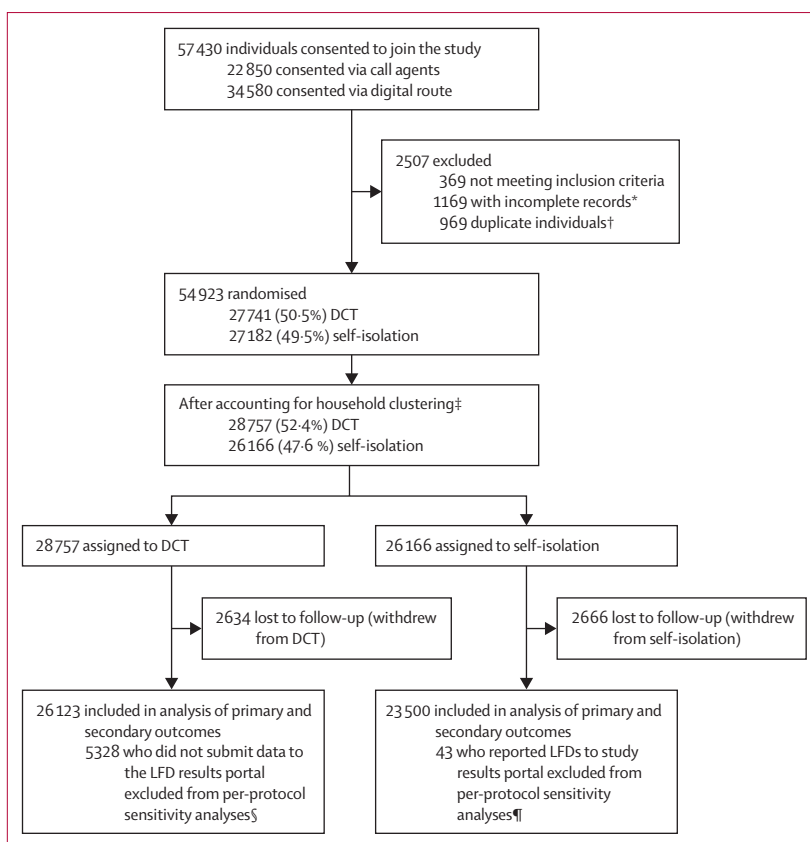 57 430 individuals consented to join the study
22 850 consented via call agents
34 580 consented via digital route
2507 excluded
369 not meeting inclusion criteria
1169 with incomplete records*
969 duplicate individuals†
54 923 randomised
27 741 (50·5%) DCT
27 182 (49·5%) self-isolation
After accounting for household clustering‡
28 757 (52·4%) DCT
26 166 (47·6 %) self-isolation
28 757 assigned to DCT
26 166 assigned to self-isolation
2634 lost to follow-up (withdrew
from DCT)
2666 lost to follow-up (withdrew
from self-isolation)
26 123 included in analysis of primary and
secondary outcomes
5328 who did not submit data to
the LFD results portal
excluded from per-protocol
sensitivity analyses§
23 500 included in analysis of primary and
secondary outcomes
43 who reported LFDs to study
results portal excluded from
per-protocol sensitivity
analyses¶